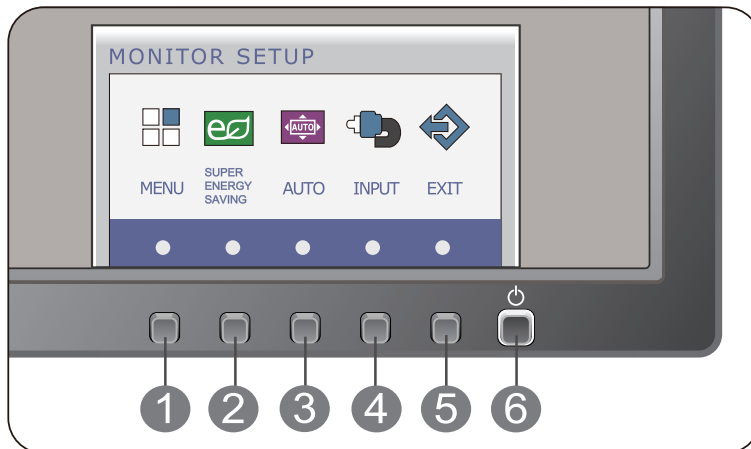 MONITOR SETUP
AUTO
MENU
SUPER
ENERGY
SAVING
AUTO
INPUT
EXIT
1 2 3 4 5 6